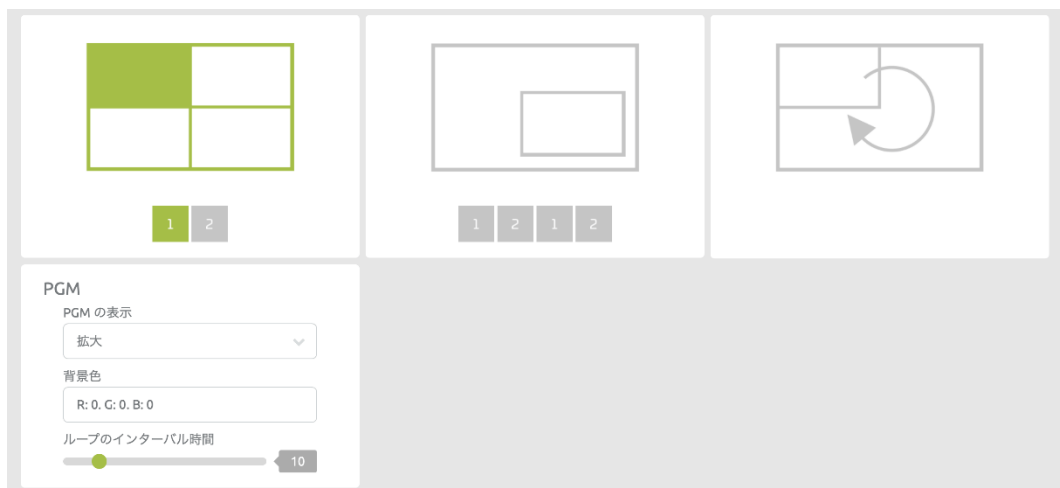 1 2
1 2 1 2
PGM
PGM の表示
拡大
背景色
R: 0. G: 0. B: 0
ループのインターバル時間
10